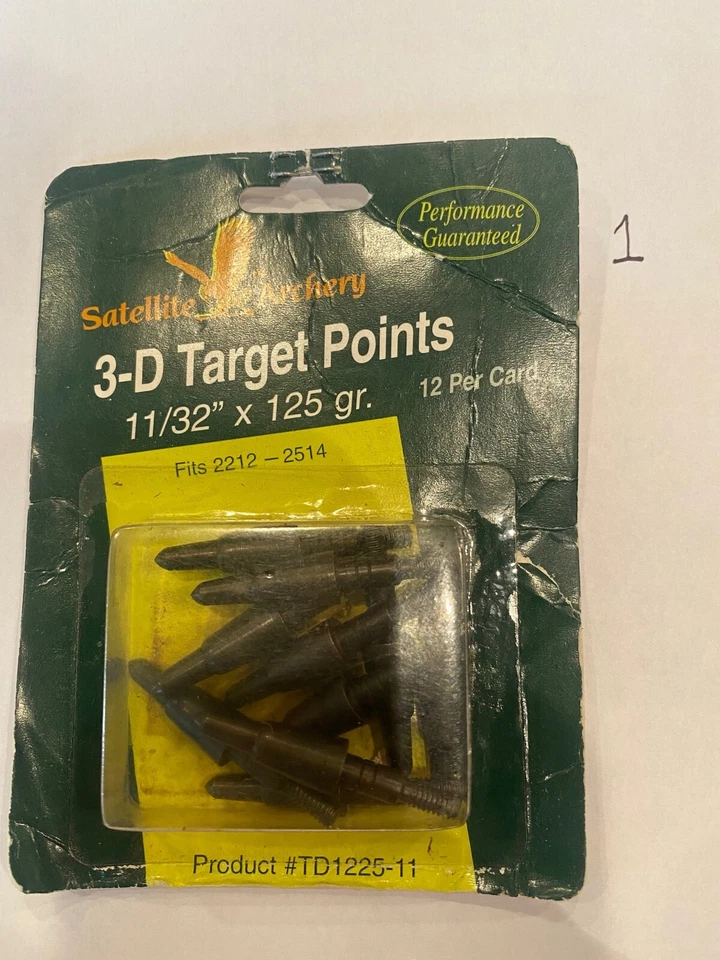 Performance
Guaranteed
1
Satellite Archery
3-D Target Points
11/32" x 125 gr.
12 Per Card
Fits 2212 – 2514
Product #TD1225-11